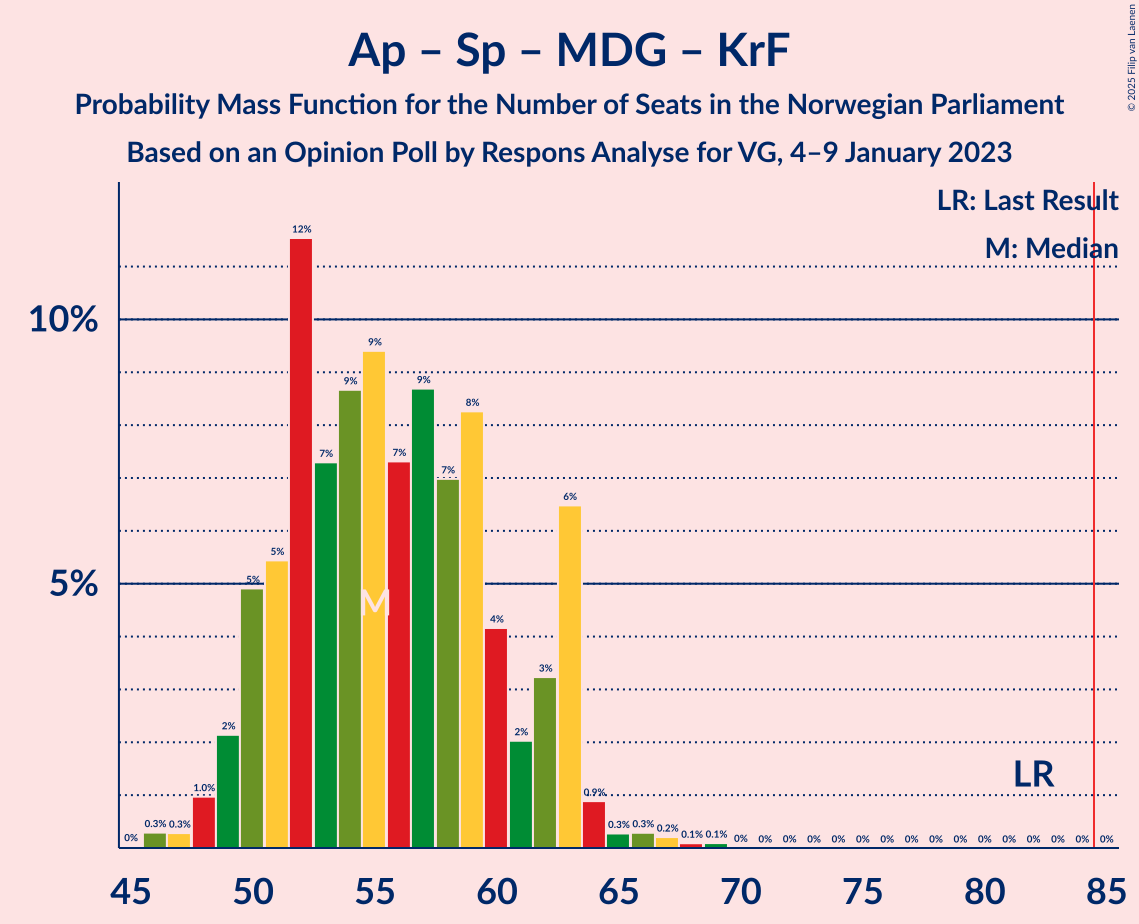 Ap – Sp – MDG – KrF
Probability Mass Function for the Number of Seats in the Norwegian Parliament
Based on an Opinion Poll by Respons Analyse for VG, 4–9 January 2023
© 2025 Filip van Laenen
LR: Last Result
M: Median
10%
5%
0% 0.3% 0.3% 1.0% 2% 5% 5% 12% 7% 9% 9% 7% 9% 7% 8% 4% 2% 3% 6% 0.9% 0.3% 0.3% 0.2% 0.1% 0.1% 0% 0% 0% 0% 0% 0% 0% 0% 0% 0% 0% 0% 0% 0% 0% 0%
M
LR
45 50 55 60 65 70 75 80 85